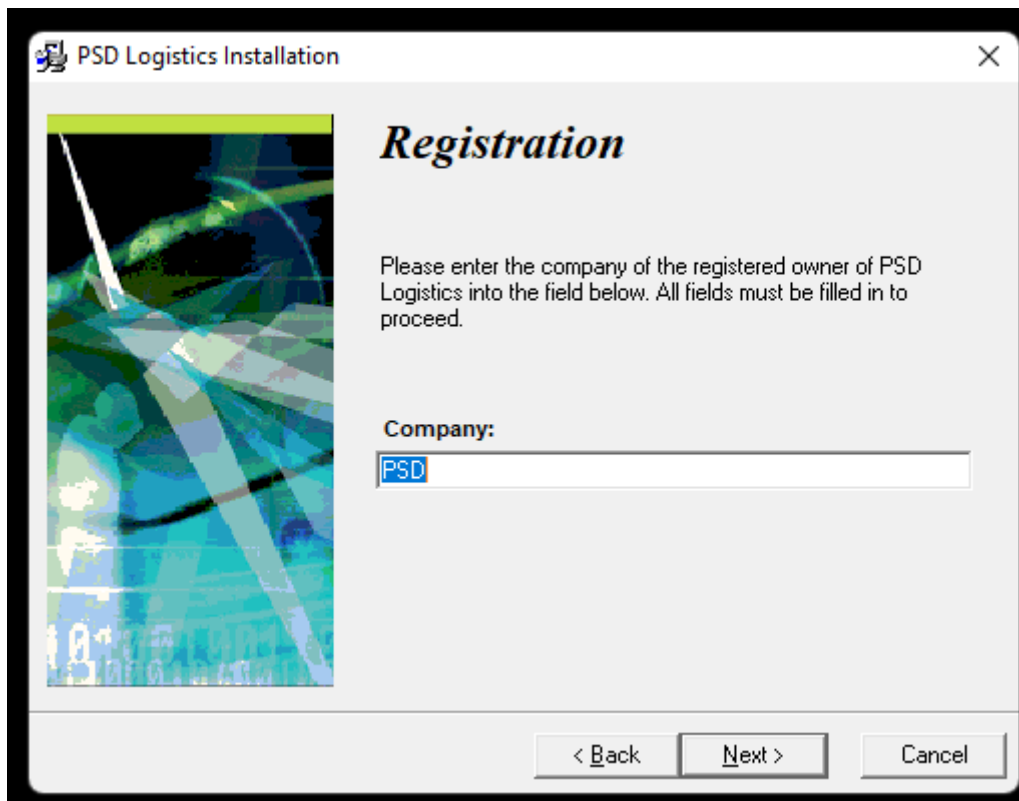 PSD Logistics Installation
Registration
Please enter the company of the registered owner of PSD
Logistics into the field below. All fields must be filled in to
proceed.
Company:
PSD
< Back
Next >
Cancel